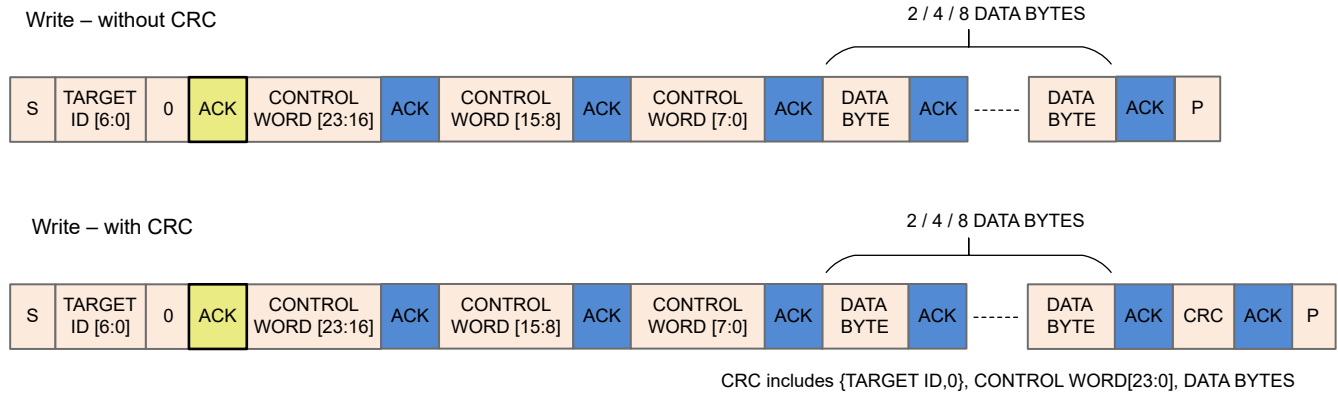 Write – without CRC
2 / 4 / 8 DATA BYTES
S TARGET ID [6:0] 0 ACK CONTROL WORD [23:16] ACK CONTROL WORD [15:8] ACK CONTROL WORD [7:0] ACK DATA BYTE ACK ------ DATA BYTE ACK P
Write – with CRC
2 / 4 / 8 DATA BYTES
S TARGET ID [6:0] 0 ACK CONTROL WORD [23:16] ACK CONTROL WORD [15:8] ACK CONTROL WORD [7:0] ACK DATA BYTE ACK ------ DATA BYTE ACK CRC ACK P
CRC includes {TARGET ID,0}, CONTROL WORD[23:0], DATA BYTES